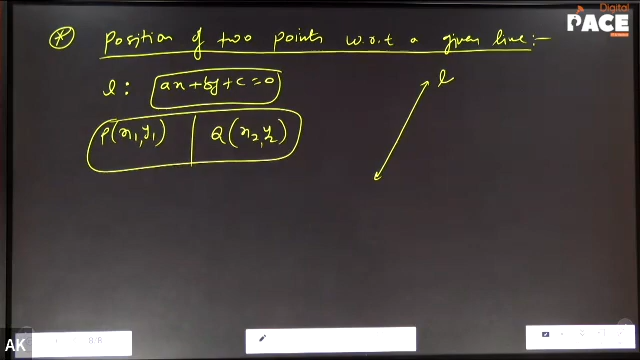 Digital
PACE
* position of two points w.r.t a given line:-
l: ax+by+c=0
l
P(x1,y1) | Q(x2,y2)
AK